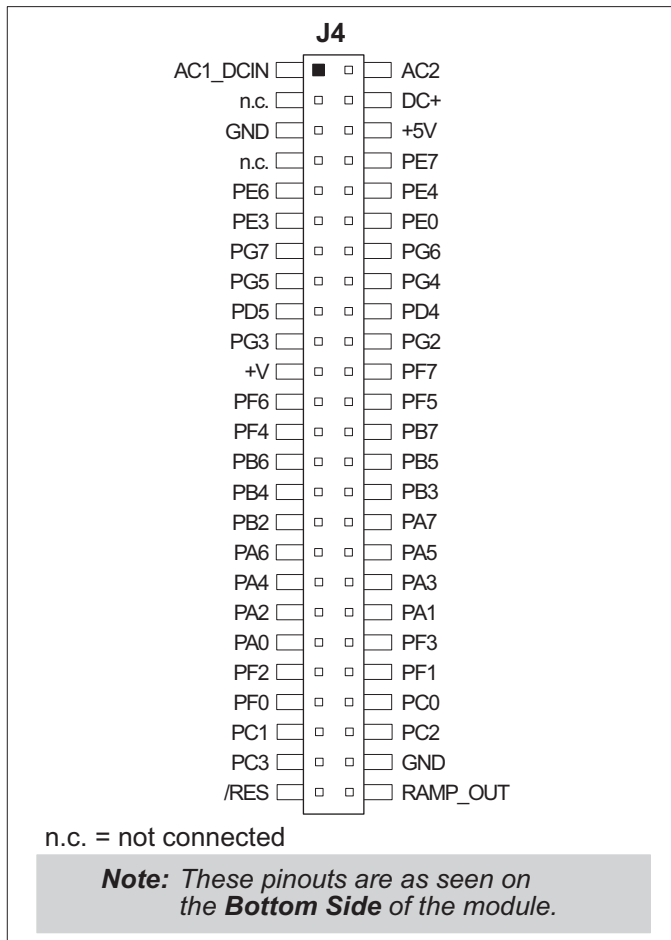 J4
AC1_DCIN AC2
n.c. DC+
GND +5V
n.c. PE7
PE6 PE4
PE3 PE0
PG7 PG6
PG5 PG4
PD5 PD4
PG3 PG2
+V PF7
PF6 PF5
PF4 PB7
PB6 PB5
PB4 PB3
PB2 PA7
PA6 PA5
PA4 PA3
PA2 PA1
PA0 PF3
PF2 PF1
PF0 PC0
PC1 PC2
PC3 GND
/RES RAMP_OUT
n.c. = not connected
Note: These pinouts are as seen on
the Bottom Side of the module.